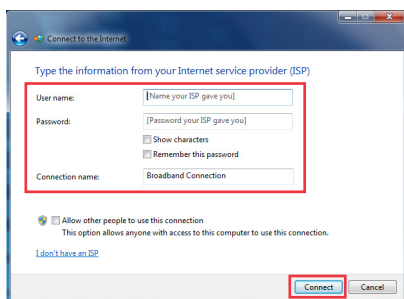 Connect to the Internet
Type the information from your Internet service provider (ISP)
User name: [Name your ISP gave you]
Password: [Password your ISP gave you]
Show characters
Remember this password
Connection name: Broadband Connection
Allow other people to use this connection
This option allows anyone with access to this computer to use this connection.
I don't have an ISP
Connect Cancel